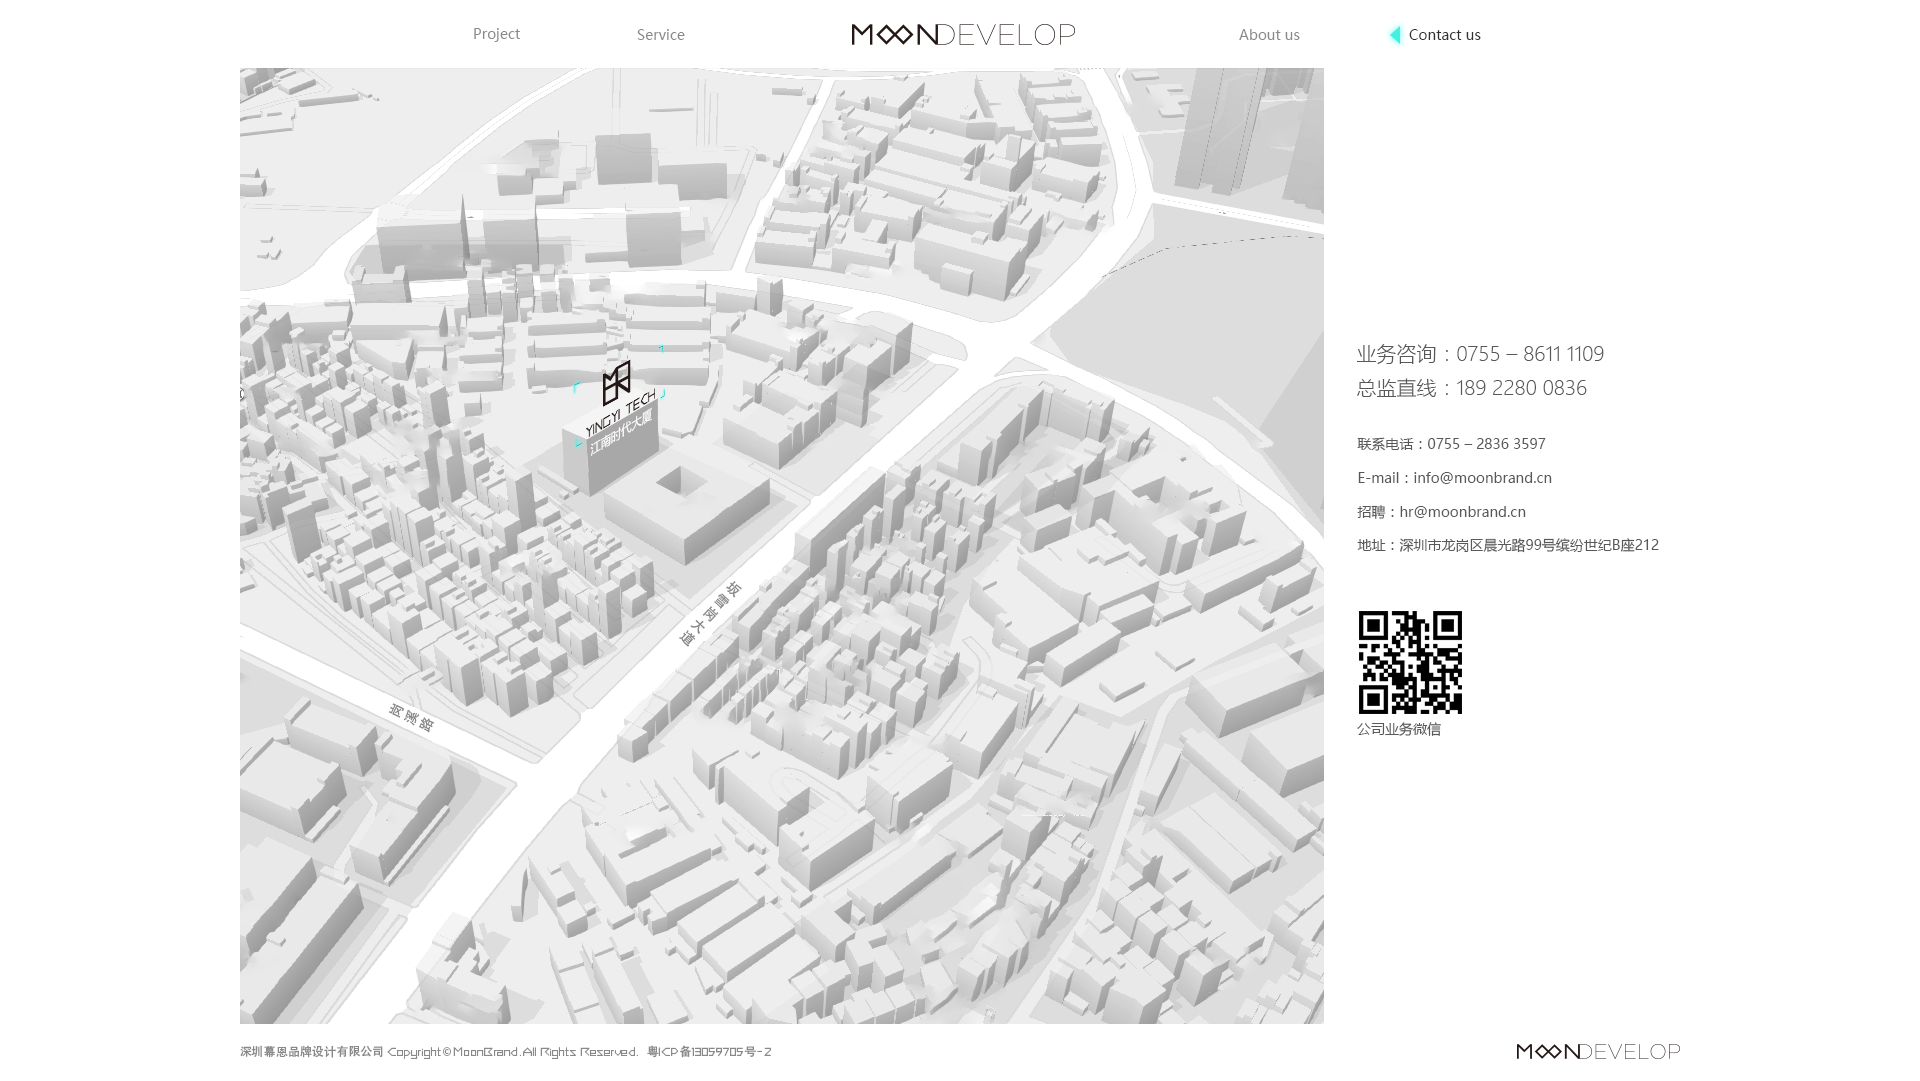 Project
Service
MOONDEVELOP
About us
Contact us
YINGYI TECH
江南时代大厦
坂雪岗大道
岗溪路
业务咨询：0755 – 8611 1109
总监直线：189 2280 0836
联系电话：0755 – 2836 3597
E-mail：info@moonbrand.cn
招聘：hr@moonbrand.cn
地址：深圳市龙岗区晨光路99号缤纷世纪B座212
公司业务微信
深圳幕恩品牌设计有限公司 Copyright©MoonBrand.All Rights Reserved. 粤ICP备13059705号-2
MOONDEVELOP